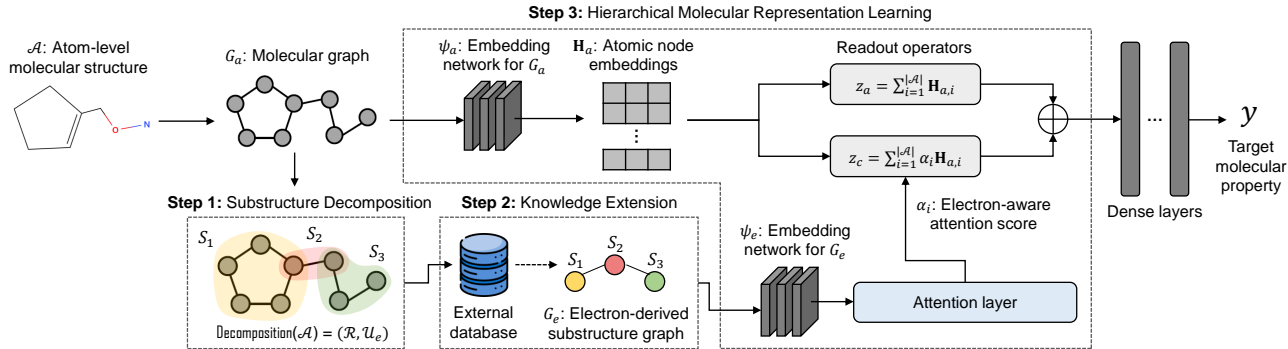 Step 3: Hierarchical Molecular Representation Learning
𝒜: Atom-level
molecular structure
O
N
G_a: Molecular graph
ψ_a: Embedding
network for G_a
H_a: Atomic node
embeddings
⋮
Readout operators
z_a = ∑_{i=1}^{|𝒜|} H_{a,i}
z_c = ∑_{i=1}^{|𝒜|} α_i H_{a,i}
...
Dense layers
y
Target
molecular
property
Step 1: Substructure Decomposition
S_1
S_2
S_3
Decomposition(𝒜) = (ℛ, 𝒰_e)
Step 2: Knowledge Extension
External
database
S_1
S_2
S_3
G_e: Electron-derived
substructure graph
ψ_e: Embedding
network for G_e
α_i: Electron-aware
attention score
Attention layer